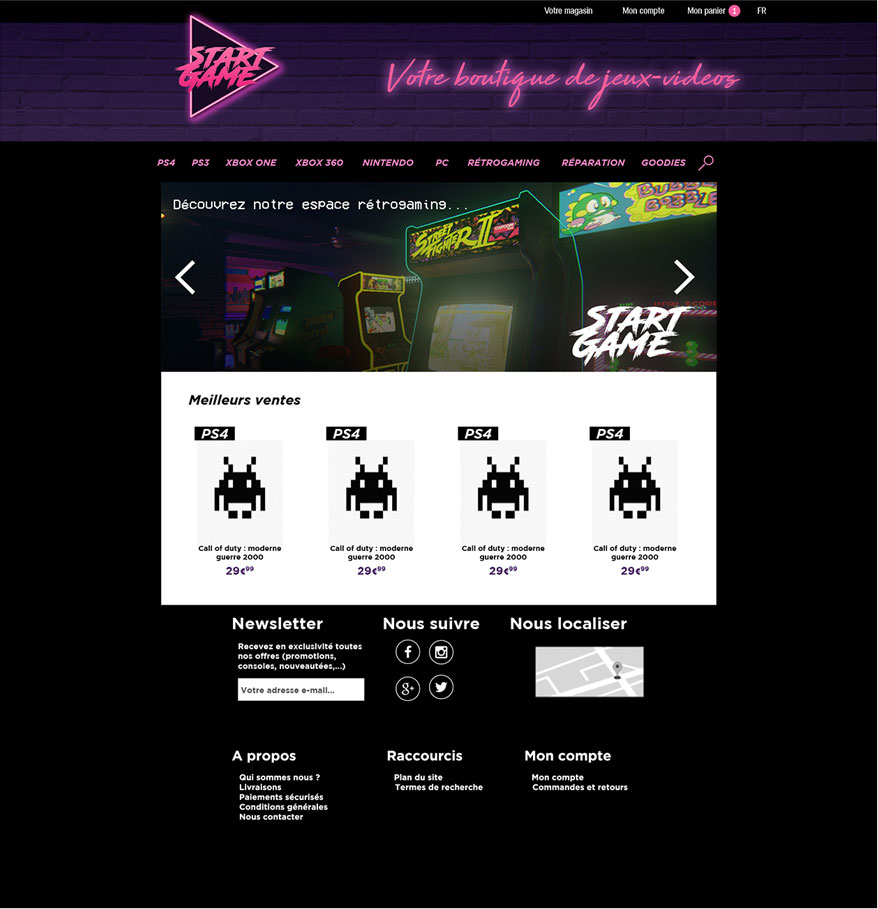 Votre magasin Mon compte Mon panier 1 FR
START
GAME
Votre boutique de jeux-videos
PS4 PS3 XBOX ONE XBOX 360 NINTENDO PC RÉTROGAMING RÉPARATION GOODIES
Découvrez notre espace rétrogaming...
BUBBLE
BOBBLE
STREET
FIGHTER II
CAPCOM
HIGH SCORE
START
GAME
Meilleurs ventes
PS4 PS4 PS4 PS4
Call of duty : moderne Call of duty : moderne Call of duty : moderne Call of duty : moderne
guerre 2000 guerre 2000 guerre 2000 guerre 2000
29€99 29€99 29€99 29€99
Newsletter Nous suivre Nous localiser
Recevez en exclusivité toutes
nos offres (promotions,
consoles, nouveautées,...)
Votre adresse e-mail...
f
g+
A propos Raccourcis Mon compte
Qui sommes nous ? Plan du site Mon compte
Livraisons Termes de recherche Commandes et retours
Paiements sécurisés
Conditions générales
Nous contacter